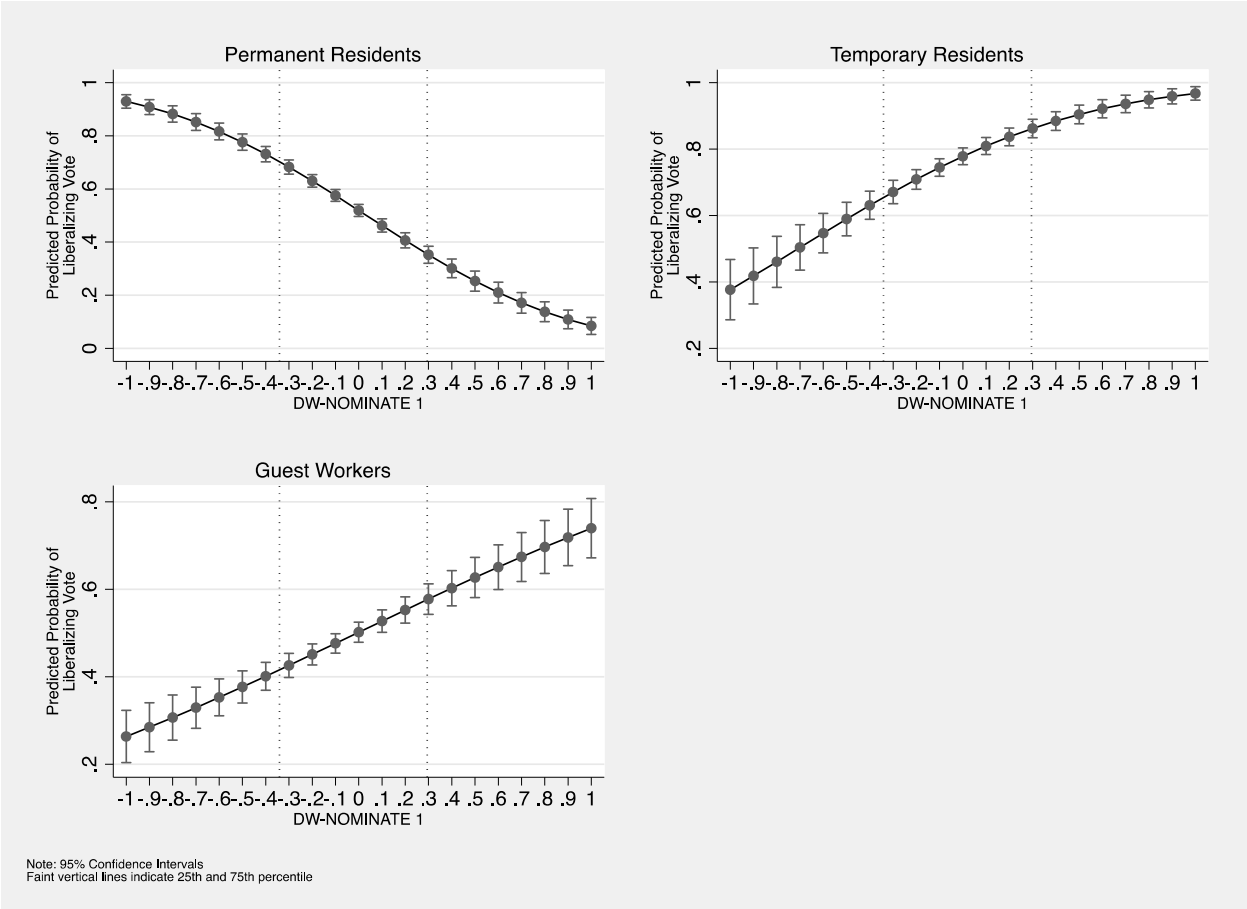 Permanent Residents
Predicted Probability of
Liberalizing Vote
1
.8
.6
.4
.2
0
-1 -.9 -.8 -.7 -.6 -.5 -.4 -.3 -.2 -.1 0 .1 .2 .3 .4 .5 .6 .7 .8 .9 1
DW-NOMINATE 1
Temporary Residents
Predicted Probability of
Liberalizing Vote
1
.8
.6
.4
.2
-1 -.9 -.8 -.7 -.6 -.5 -.4 -.3 -.2 -.1 0 .1 .2 .3 .4 .5 .6 .7 .8 .9 1
DW-NOMINATE 1
Guest Workers
Predicted Probability of
Liberalizing Vote
.8
.6
.4
.2
-1 -.9 -.8 -.7 -.6 -.5 -.4 -.3 -.2 -.1 0 .1 .2 .3 .4 .5 .6 .7 .8 .9 1
DW-NOMINATE 1
Note: 95% Confidence Intervals
Faint vertical lines indicate 25th and 75th percentile